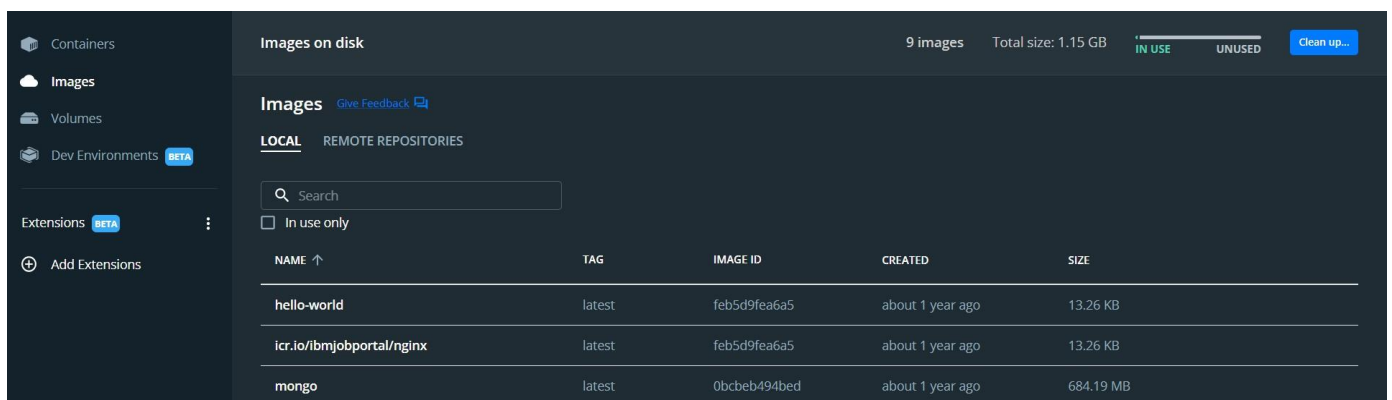 Containers
Images
Volumes
Dev Environments BETA
Extensions BETA
Add Extensions
Images on disk 9 images Total size: 1.15 GB IN USE UNUSED Clean up...
Images Give Feedback
LOCAL REMOTE REPOSITORIES
Search
In use only
NAME TAG IMAGE ID CREATED SIZE
hello-world latest feb5d9fea6a5 about 1 year ago 13.26 KB
icr.io/ibmjobportal/nginx latest feb5d9fea6a5 about 1 year ago 13.26 KB
mongo latest 0bcbeb494bed about 1 year ago 684.19 MB